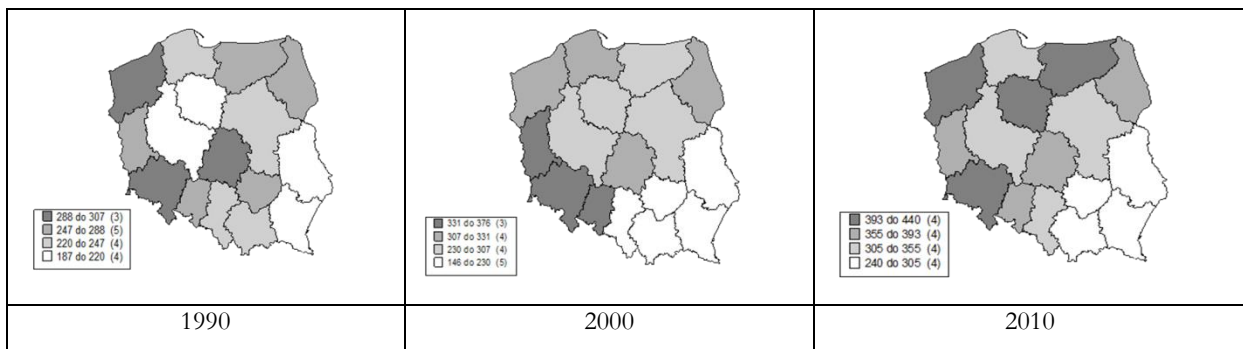 288 do 307 (3)
247 do 288 (5)
220 do 247 (4)
187 do 220 (4)
331 do 376 (3)
307 do 331 (4)
230 do 307 (4)
146 do 230 (5)
393 do 440 (4)
355 do 393 (4)
305 do 355 (4)
240 do 305 (4)
1990
2000
2010